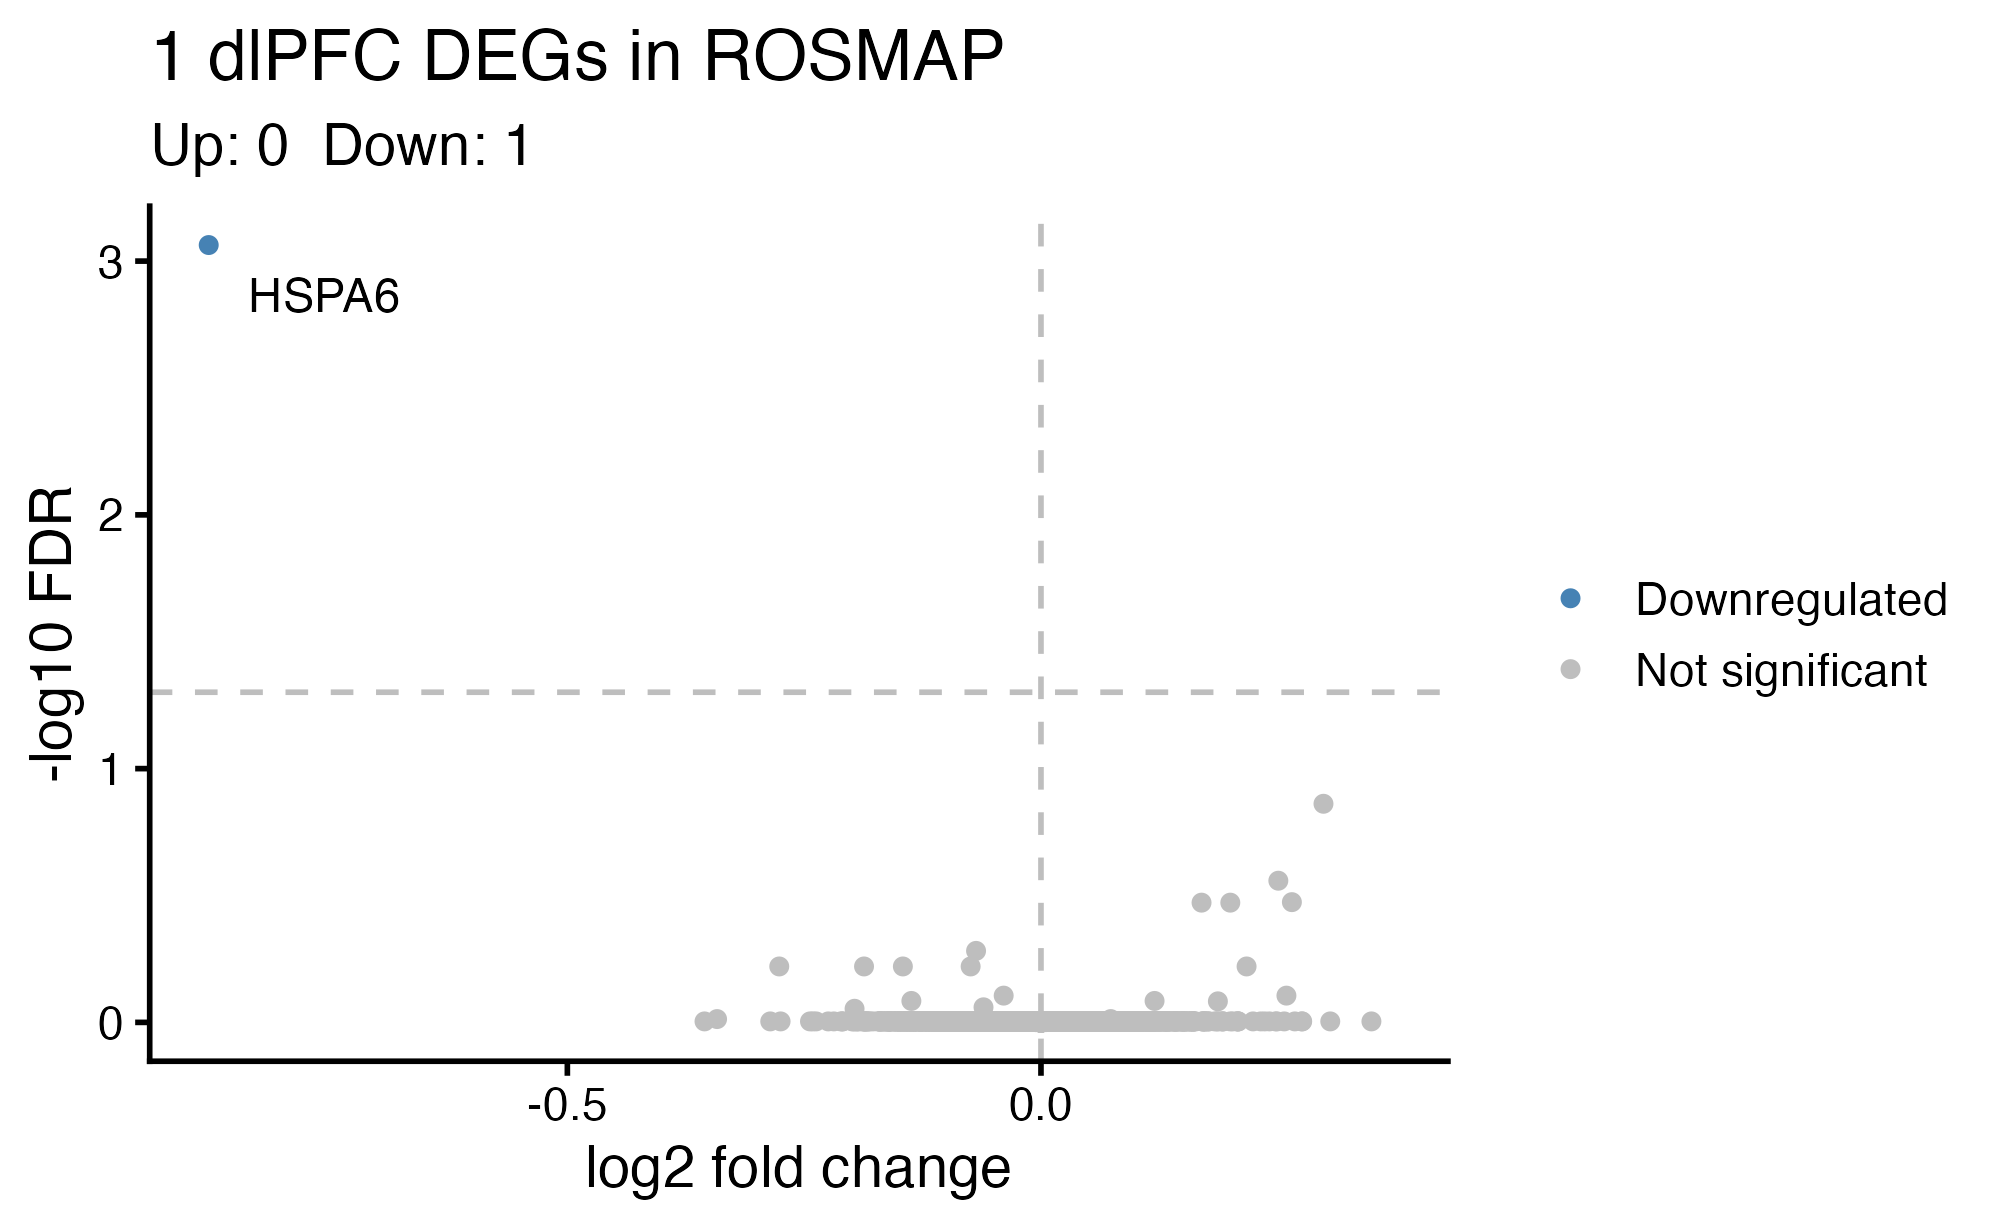 1 dlPFC DEGs in ROSMAP
Up: 0  Down: 1
3
HSPA6
2
1
0
-log10 FDR
Downregulated
Not significant
-0.5
0.0
log2 fold change